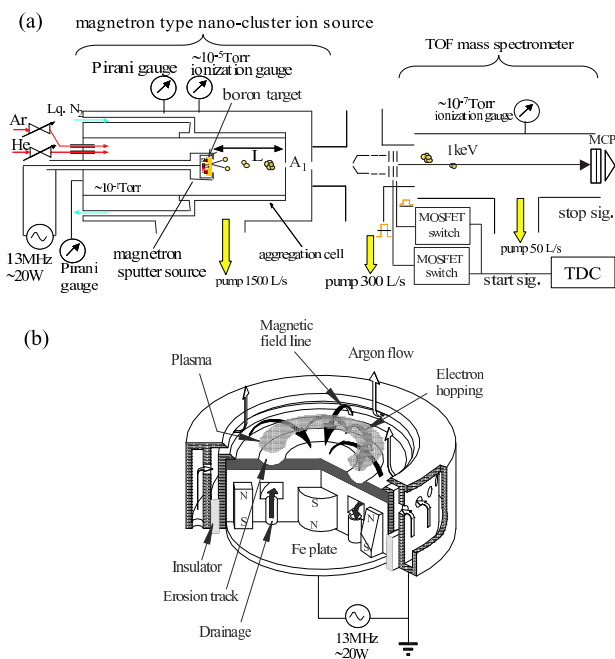 (a)
magnetron type nano-cluster ion source
TOF mass spectrometer
~10⁻⁵Torr
Pirani gauge
ionization gauge
~10⁻⁷Torr
ionization gauge
boron target
Lq. N₂
Ar
He
L
A₁
1keV
MCP
~10⁻¹Torr
stop sig.
MOSFET
switch
aggregation cell
magnetron
sputter source
13MHz
~20W
Pirani
gauge
pump 1500 L/s
pump 300 L/s
pump 50 L/s
MOSFET
switch
start sig.
TDC
(b)
Magnetic
field line
Argon flow
Plasma
Electron
hopping
N
S
S
N
N
S
Fe plate
Insulator
Erosion track
Drainage
13MHz
~20W